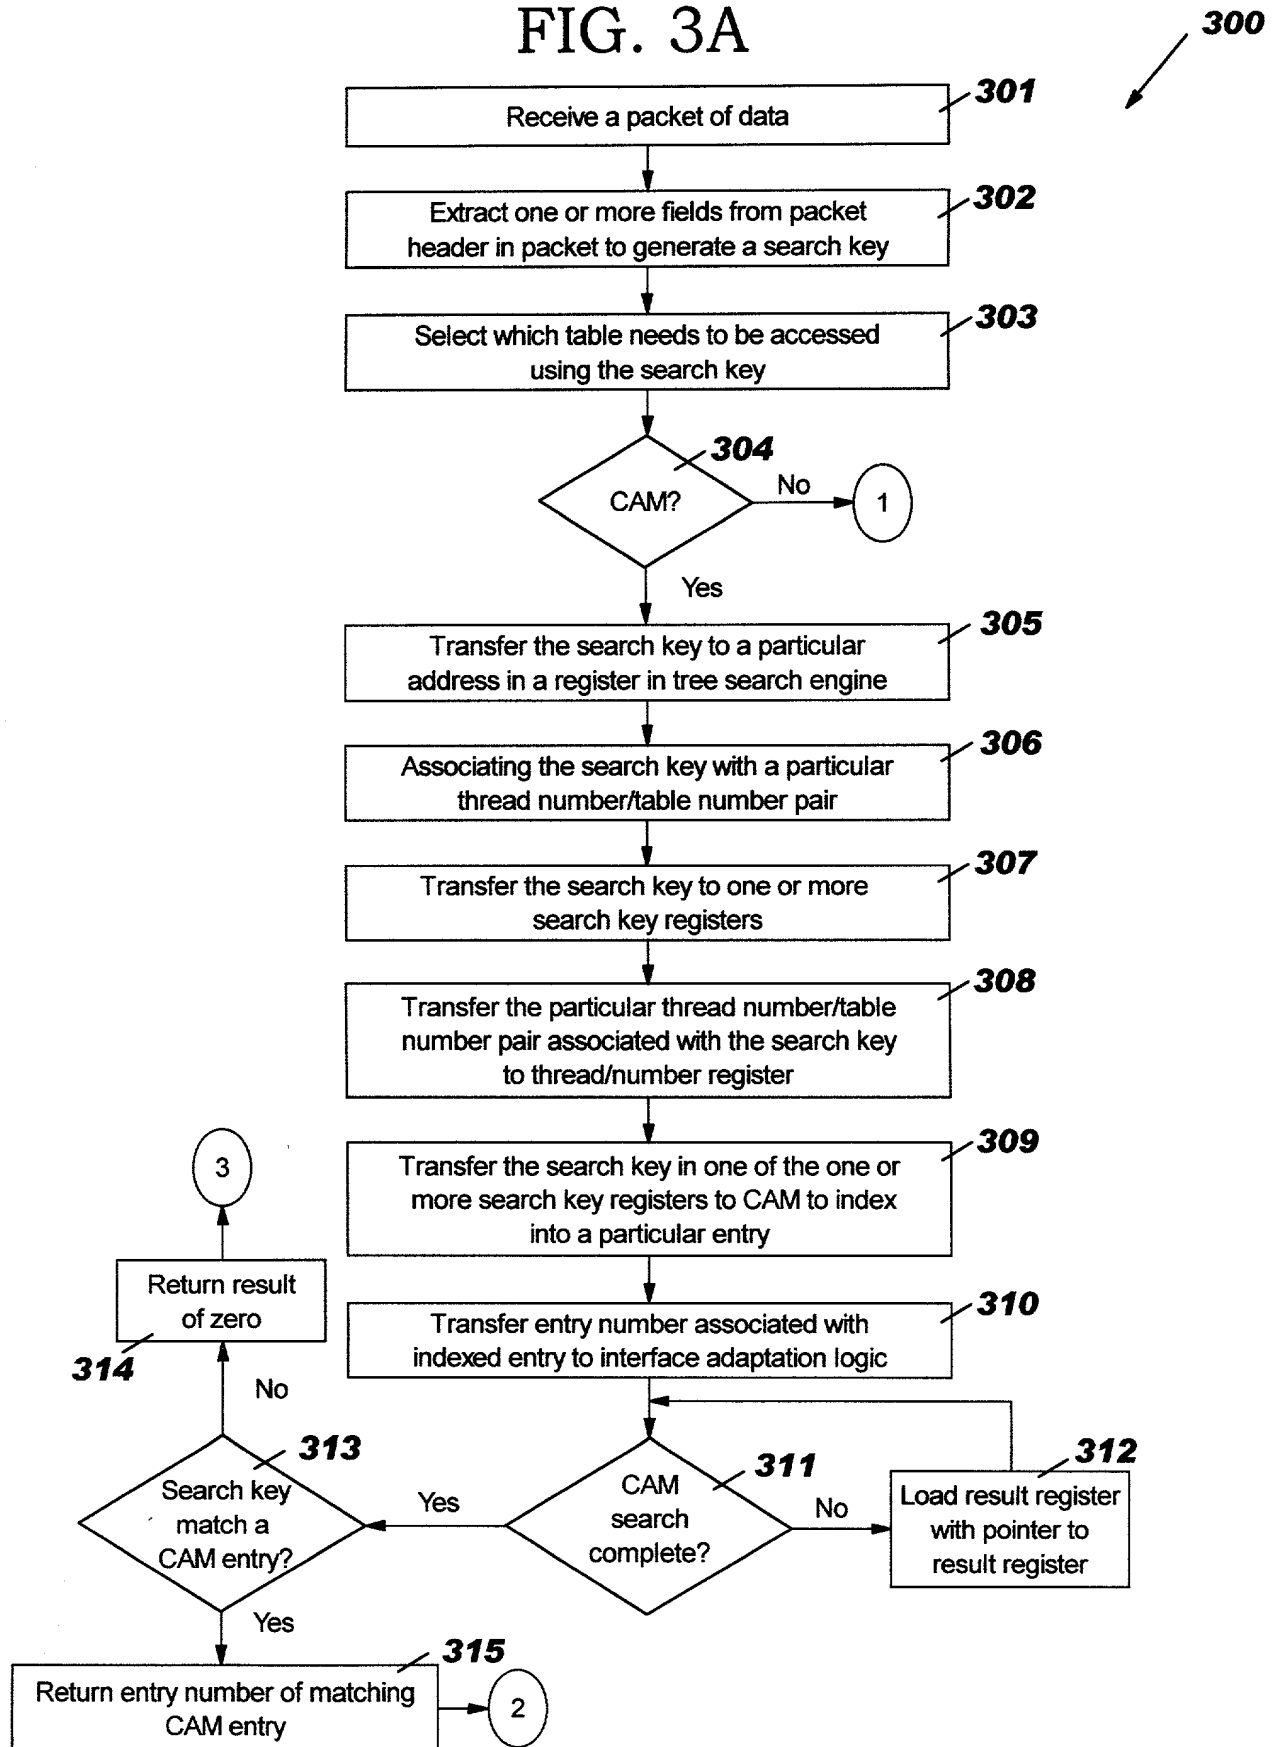 FIG. 3A
300
301
Receive a packet of data
302
Extract one or more fields from packet
header in packet to generate a search key
303
Select which table needs to be accessed
using the search key
304
CAM?
No
1
Yes
305
Transfer the search key to a particular
address in a register in tree search engine
306
Associating the search key with a particular
thread number/table number pair
307
Transfer the search key to one or more
search key registers
308
Transfer the particular thread number/table
number pair associated with the search key
to thread/number register
309
Transfer the search key in one of the one or
more search key registers to CAM to index
into a particular entry
310
Transfer entry number associated with
indexed entry to interface adaptation logic
311
CAM
search
complete?
No
312
Load result register
with pointer to
result register
Yes
313
Search key
match a
CAM entry?
No
314
Return result
of zero
3
Yes
315
Return entry number of matching
CAM entry
2